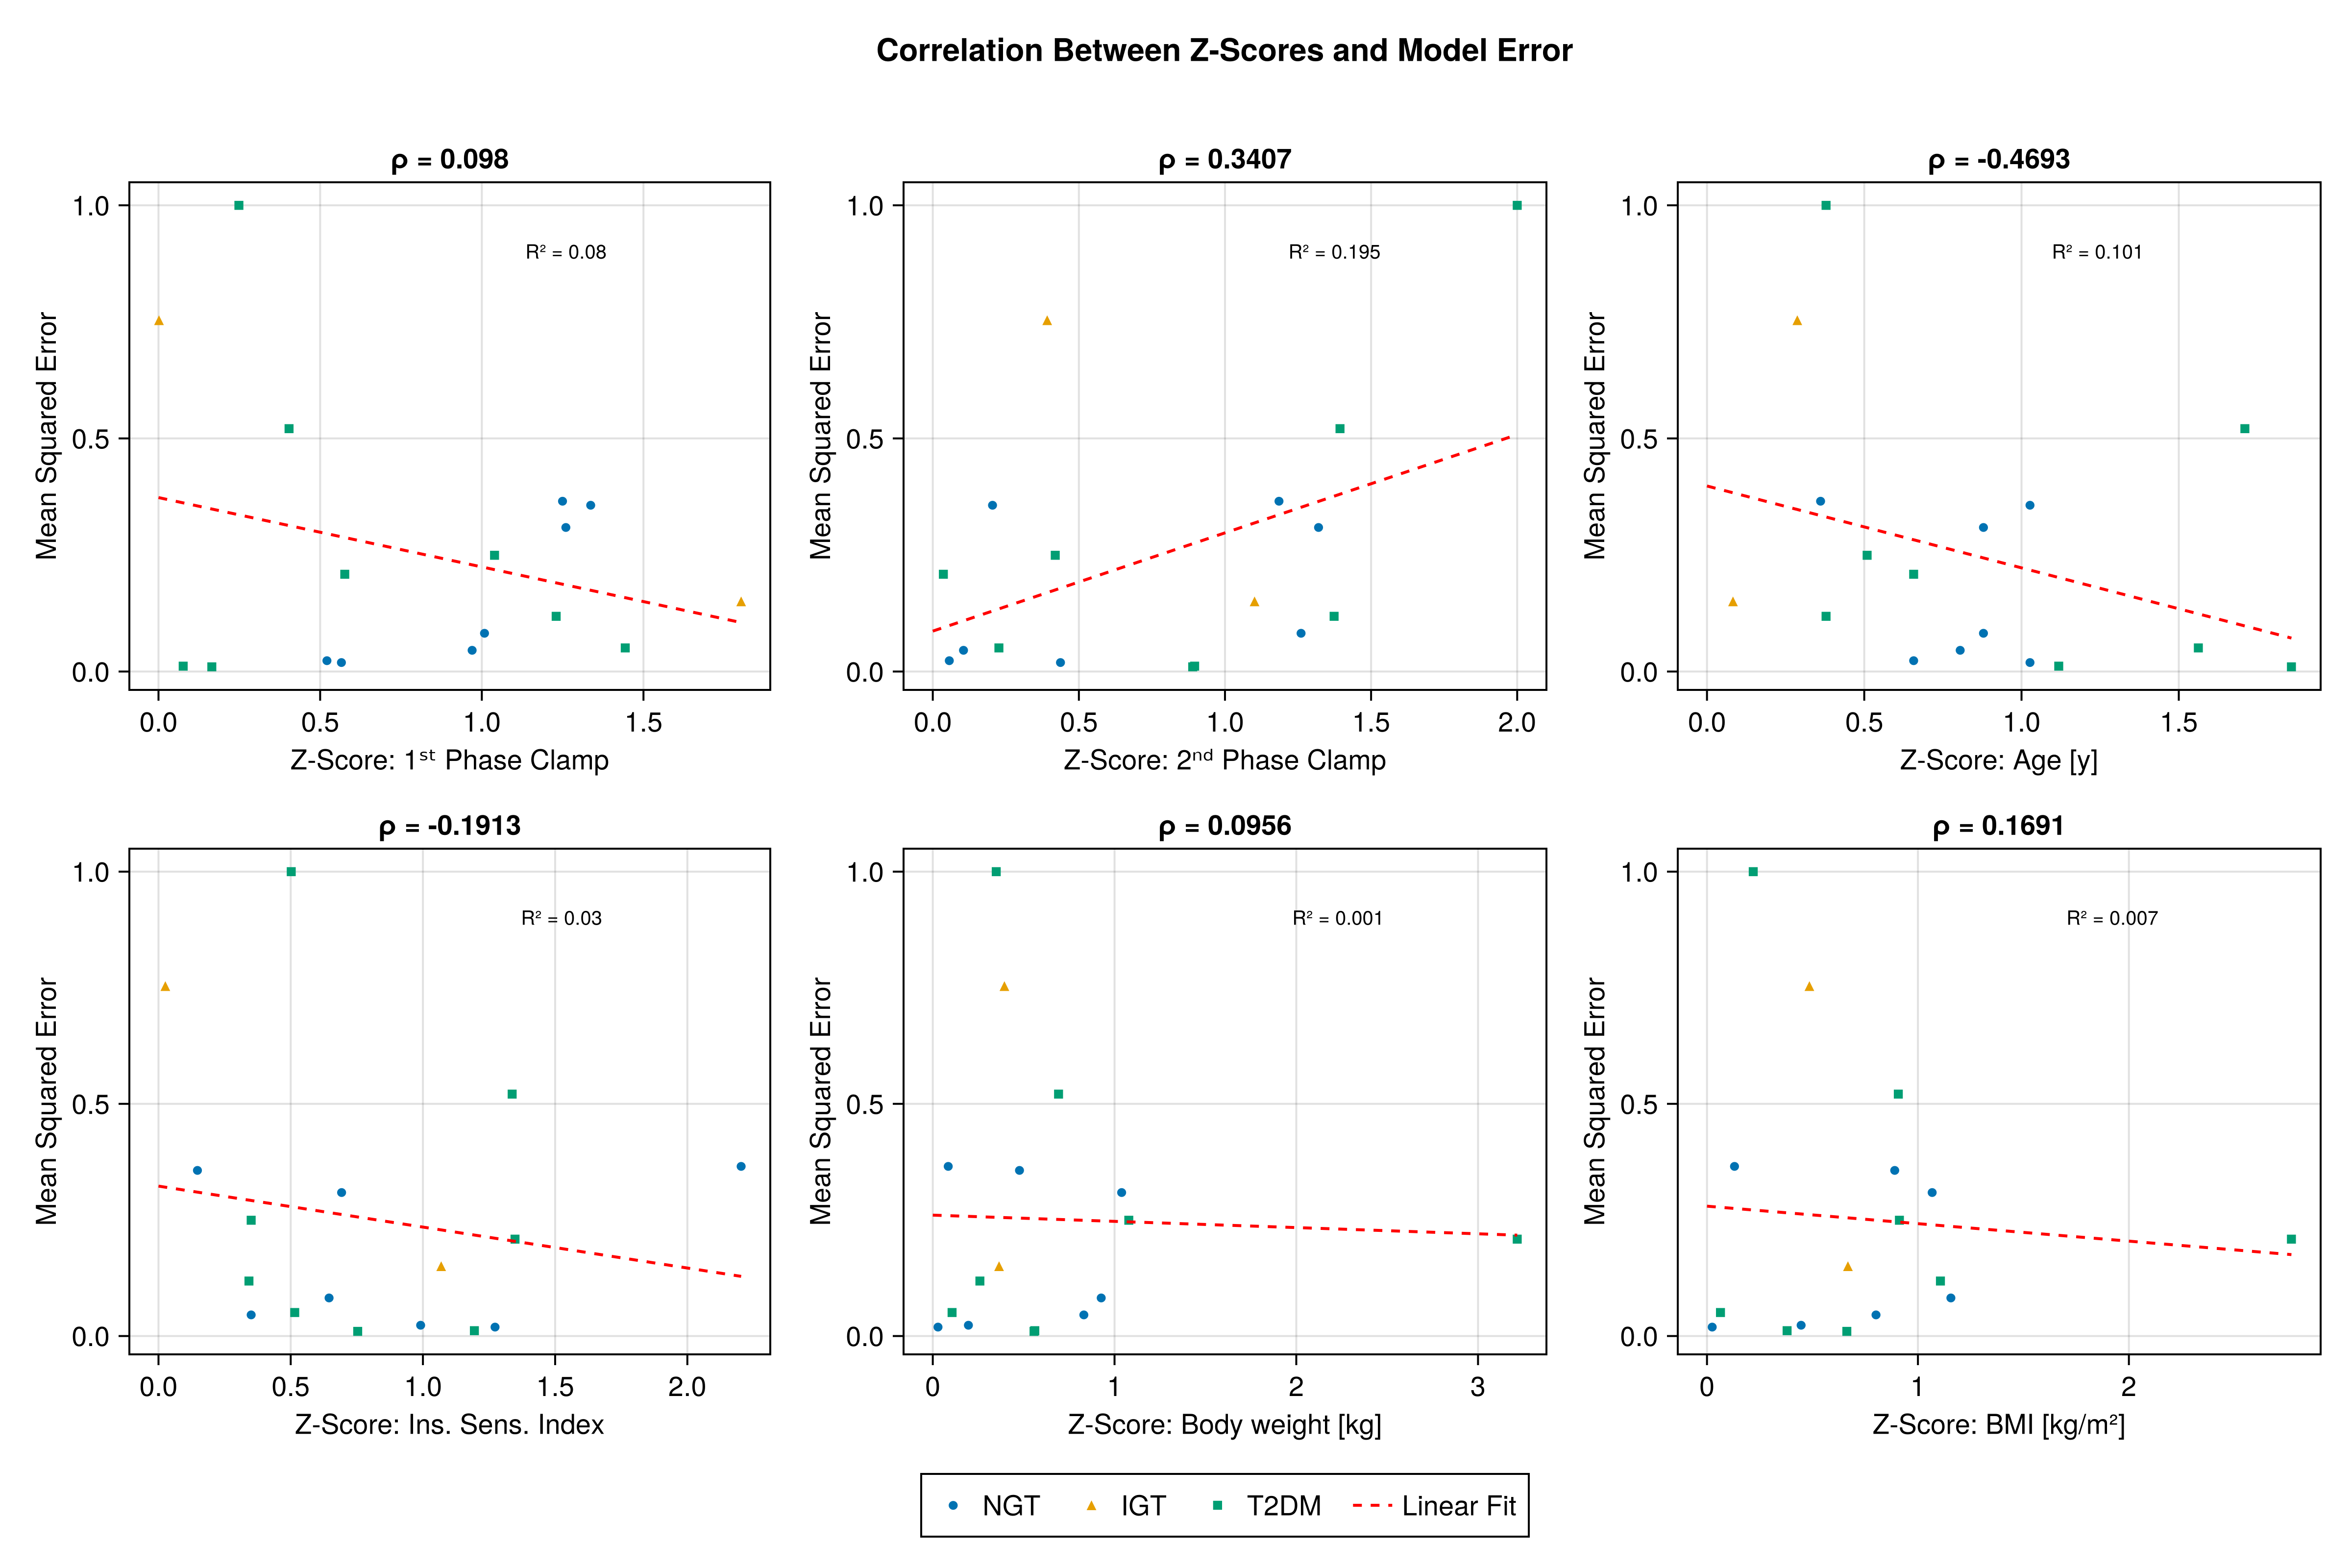 Correlation Between Z-Scores and Model Error
ρ = 0.098
ρ = 0.3407
ρ = -0.4693
1.0
0.5
0.0
Mean Squared Error
R² = 0.08
0.0 0.5 1.0 1.5
Z-Score: 1ˢᵗ Phase Clamp
1.0
0.5
0.0
Mean Squared Error
R² = 0.195
0.0 0.5 1.0 1.5 2.0
Z-Score: 2ⁿᵈ Phase Clamp
1.0
0.5
0.0
Mean Squared Error
R² = 0.101
0.0 0.5 1.0 1.5
Z-Score: Age [y]
ρ = -0.1913
ρ = 0.0956
ρ = 0.1691
1.0
0.5
0.0
Mean Squared Error
R² = 0.03
0.0 0.5 1.0 1.5 2.0
Z-Score: Ins. Sens. Index
1.0
0.5
0.0
Mean Squared Error
R² = 0.001
0 1 2 3
Z-Score: Body weight [kg]
1.0
0.5
0.0
Mean Squared Error
R² = 0.007
0 1 2
Z-Score: BMI [kg/m²]
NGT IGT T2DM Linear Fit